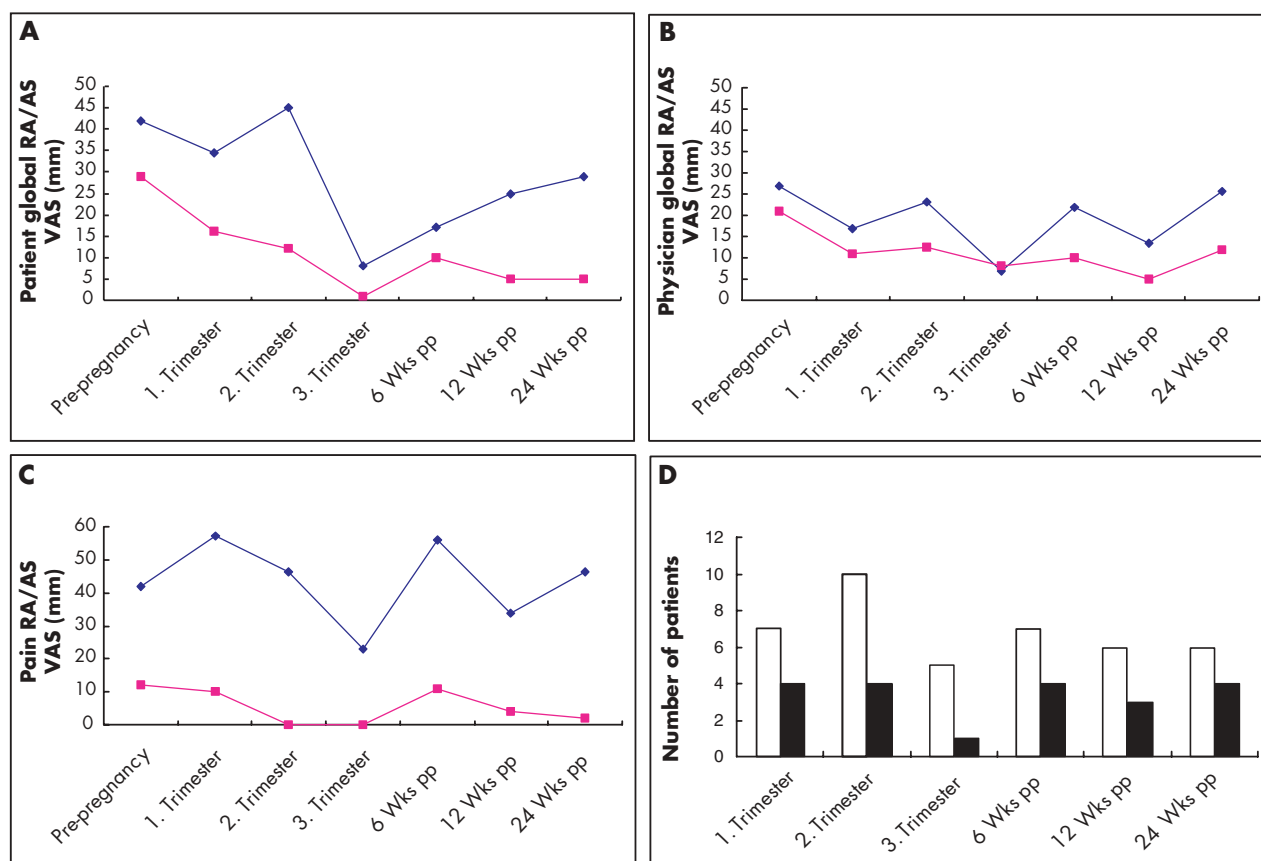 A
Patient global RA/AS
VAS (mm)
50
45
40
35
30
25
20
15
10
5
0
Pre-pregnancy
1. Trimester
2. Trimester
3. Trimester
6 Wks pp
12 Wks pp
24 Wks pp
B
Physician global RA/AS
VAS (mm)
50
45
40
35
30
25
20
15
10
5
0
Pre-pregnancy
1. Trimester
2. Trimester
3. Trimester
6 Wks pp
12 Wks pp
24 Wks pp
C
Pain RA/AS
VAS (mm)
60
50
40
30
20
10
0
Pre-pregnancy
1. Trimester
2. Trimester
3. Trimester
6 Wks pp
12 Wks pp
24 Wks pp
D
Number of patients
12
10
8
6
4
2
0
1. Trimester
2. Trimester
3. Trimester
6 Wks pp
12 Wks pp
24 Wks pp